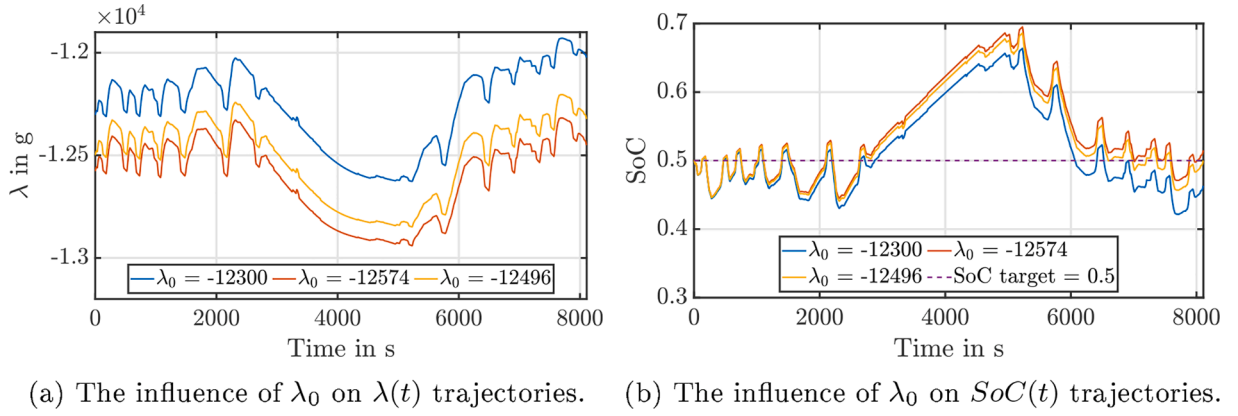 ×10⁴
-1.2
-1.25
-1.3
λ in g
λ₀ = -12300 λ₀ = -12574 λ₀ = -12496
0 2000 4000 6000 8000
Time in s
(a) The influence of λ₀ on λ(t) trajectories.
0.7
0.6
0.5
0.4
0.3
SoC
λ₀ = -12300 λ₀ = -12574
λ₀ = -12496 SoC target = 0.5
0 2000 4000 6000 8000
Time in s
(b) The influence of λ₀ on SoC(t) trajectories.